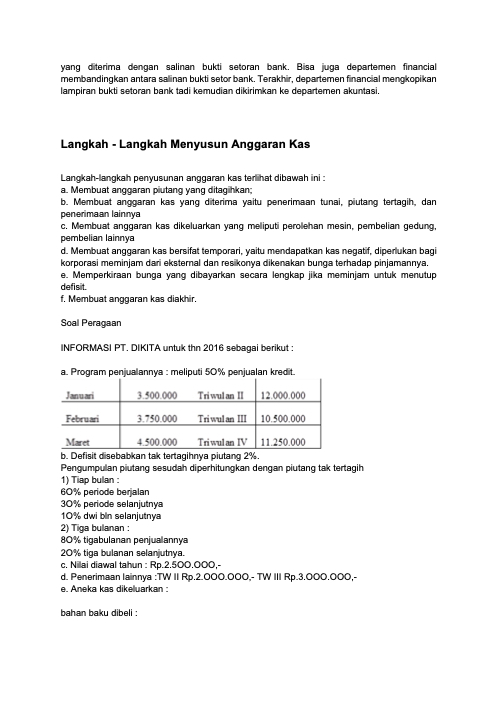 yang diterima dengan salinan bukti setoran bank. Bisa juga departemen financial
membandingkan antara salinan bukti setor bank. Terakhir, departemen financial mengkopikan
lampiran bukti setoran bank tadi kemudian dikirimkan ke departemen akuntasi.
Langkah - Langkah Menyusun Anggaran Kas
Langkah-langkah penyusunan anggaran kas terlihat dibawah ini :
a. Membuat anggaran piutang yang ditagihkan;
b. Membuat anggaran kas yang diterima yaitu penerimaan tunai, piutang tertagih, dan
penerimaan lainnya
c. Membuat anggaran kas dikeluarkan yang meliputi perolehan mesin, pembelian gedung,
pembelian lainnya
d. Membuat anggaran kas bersifat temporari, yaitu mendapatkan kas negatif, diperlukan bagi
korporasi meminjam dari eksternal dan resikonya dikenakan bunga terhadap pinjamannya.
e. Memperkiraan bunga yang dibayarkan secara lengkap jika meminjam untuk menutup
defisit.
f. Membuat anggaran kas diakhir.
Soal Peragaan
INFORMASI PT. DIKITA untuk thn 2016 sebagai berikut :
a. Program penjualannya : meliputi 5O% penjualan kredit.
Januari 3.500.000 Triwulan II 12.000.000
Februari 3.750.000 Triwulan III 10.500.000
Maret 4.500.000 Triwulan IV 11.250.000
b. Defisit disebabkan tak tertagihnya piutang 2%.
Pengumpulan piutang sesudah diperhitungkan dengan piutang tak tertagih
1) Tiap bulan :
6O% periode berjalan
3O% periode selanjutnya
1O% dwi bln selanjutnya
2) Tiga bulanan :
8O% tigabulanan penjualannya
2O% tiga bulanan selanjutnya.
c. Nilai diawal tahun : Rp.2.5OO.OOO,-
d. Penerimaan lainnya :TW II Rp.2.OOO.OOO,- TW III Rp.3.OOO.OOO,-
e. Aneka kas dikeluarkan :
bahan baku dibeli :